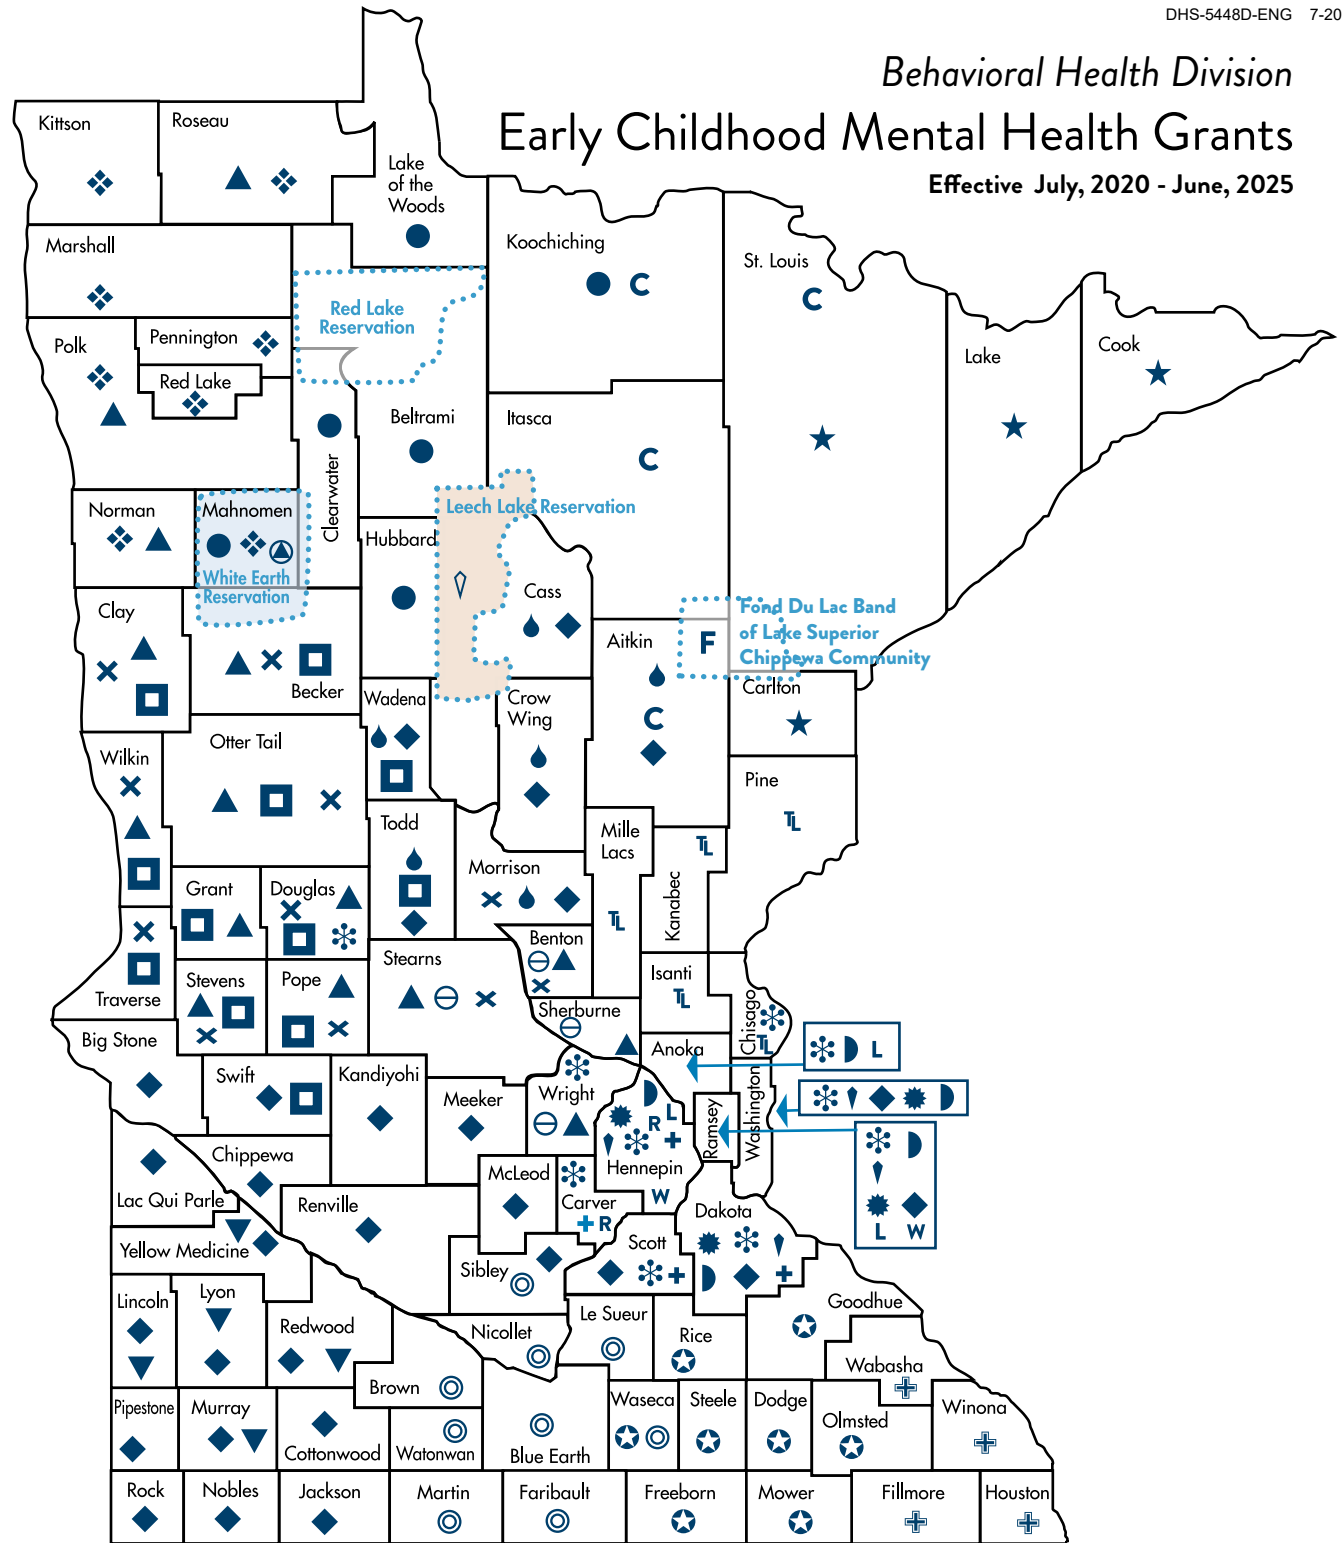 DHS-5448D-ENG 7-20
Behavioral Health Division
Early Childhood Mental Health Grants
Effective July, 2020 - June, 2025
Kittson
Roseau
Lake
of the
Woods
Marshall
Koochiching
C
St. Louis
C
Red Lake
Reservation
Polk
Pennington
Red Lake
Lake
Cook
Beltrami
Itasca
C
Clearwater
Norman
Mahnomen
White Earth
Reservation
Leech Lake Reservation
Hubbard
Cass
Clay
Becker
Fond Du Lac Band
of Lake Superior
Chippewa Community
F
Aitkin
C
Carlton
Wadena
Crow
Wing
Wilkin
Otter Tail
Pine
TL
Todd
Mille
Lacs
TL
Kanabec
TL
Morrison
Grant
Douglas
Benton
Stearns
Isanti
TL
Traverse
Stevens
Pope
Sherburne
Chisago
TL
Big Stone
Anoka
L
Swift
Kandiyohi
Meeker
Wright
Washington
Ramsey
L
W
Hennepin
L
R
W
Chippewa
Lac Qui Parle
McLeod
Carver
R
Renville
Dakota
Yellow Medicine
Scott
Sibley
Lincoln
Lyon
Redwood
Nicollet
Le Sueur
Rice
Goodhue
Wabasha
Brown
Pipestone
Murray
Cottonwood
Watonwan
Blue Earth
Waseca
Steele
Dodge
Olmsted
Winona
Rock
Nobles
Jackson
Martin
Faribault
Freeborn
Mower
Fillmore
Houston